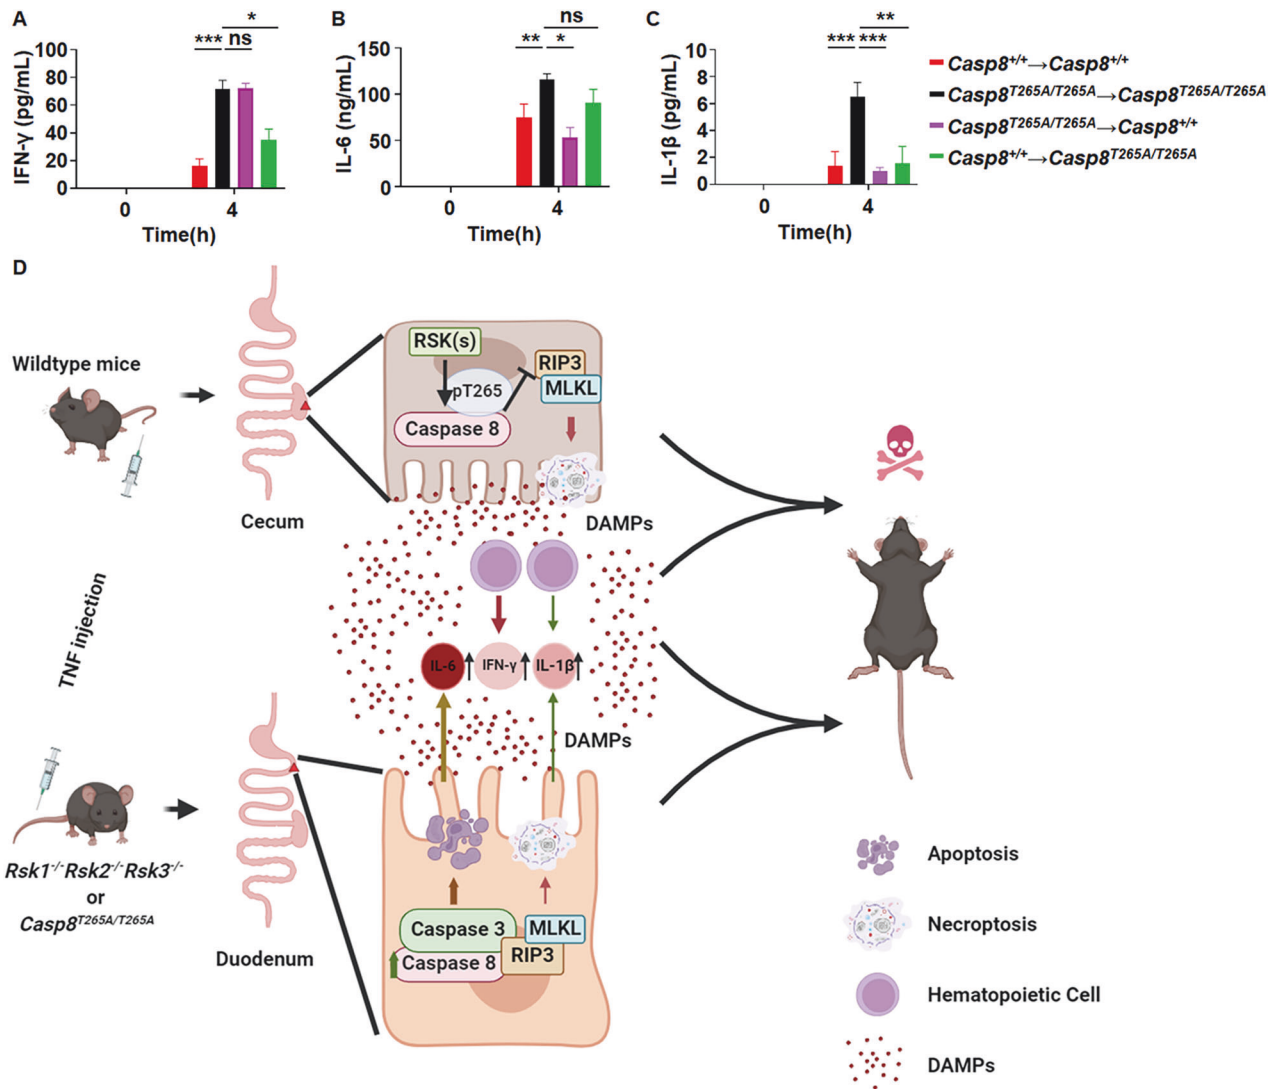 A
IFN-γ (pg/mL)
100
80
60
40
20
0
*
*** ns
0 4
Time(h)
B
IL-6 (ng/mL)
150
100
50
0
ns
** *
0 4
Time(h)
C
IL-1β (pg/mL)
10
8
6
4
2
0
**
*** ***
0 4
Time(h)
Casp8+/+→Casp8+/+
Casp8T265A/T265A→Casp8T265A/T265A
Casp8T265A/T265A→Casp8+/+
Casp8+/+→Casp8T265A/T265A
D
Wildtype mice
Cecum
RSK(s)
pT265
Caspase 8
RIP3
MLKL
DAMPs
TNF injection
IL-6
IFN-γ
IL-1β
DAMPs
Rsk1-/-Rsk2-/-Rsk3-/-
or
Casp8T265A/T265A
Duodenum
Caspase 3
Caspase 8
MLKL
RIP3
Apoptosis
Necroptosis
Hematopoietic Cell
DAMPs